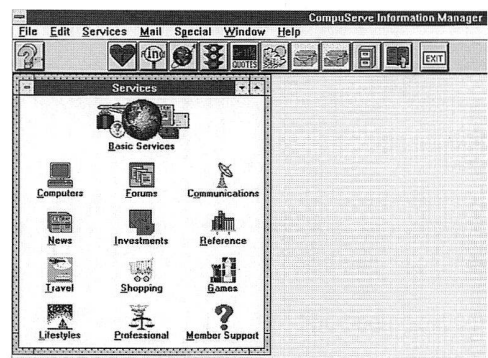 CompuServe Information Manager
File Edit Services Mail Special Window Help
Find QUOTES EXIT
Services
Basic Services
Computers Forums Communications
News Investments Reference
Travel Shopping Games
Lifestyles Professional Member Support